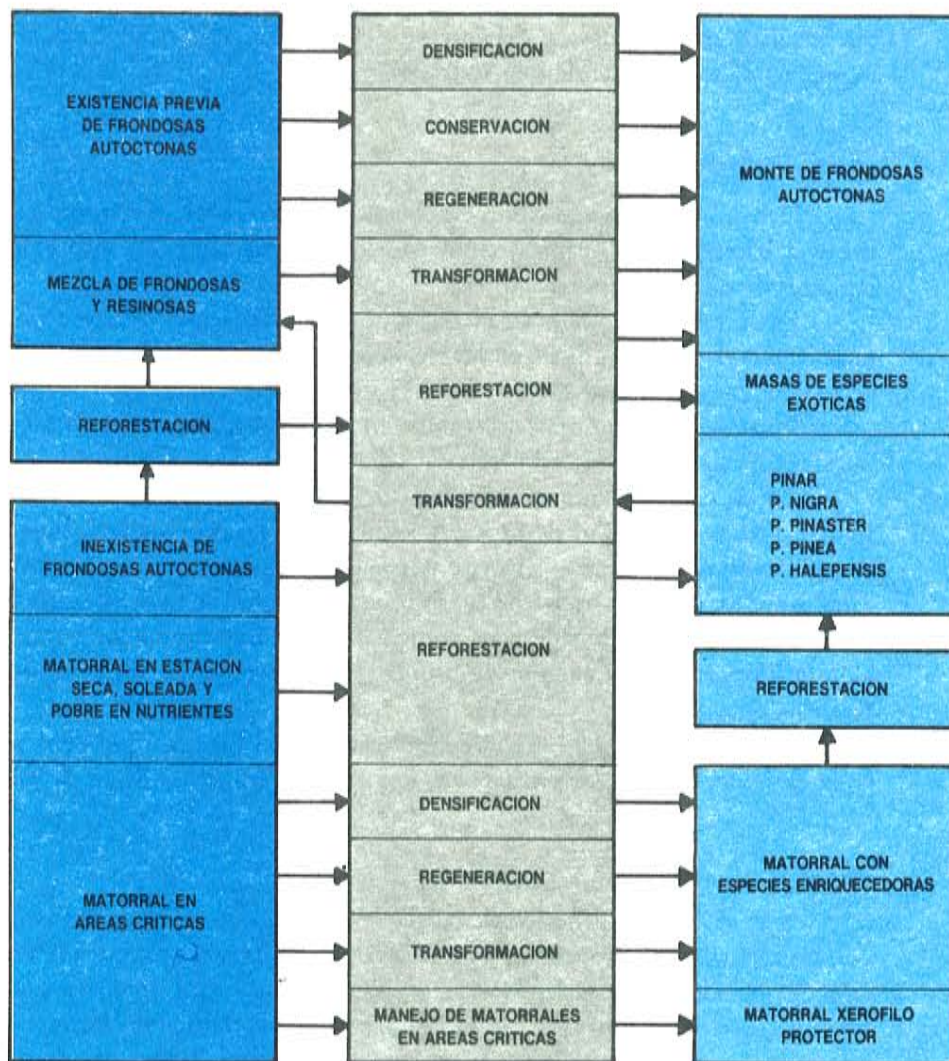 EXISTENCIA PREVIA
DE FRONDOSAS
AUTOCTONAS
MEZCLA DE FRONDOSAS
Y RESINOSAS
REFORESTACION
INEXISTENCIA DE
FRONDOSAS AUTOCTONAS
MATORRAL EN ESTACION
SECA, SOLEADA Y
POBRE EN NUTRIENTES
MATORRAL EN
AREAS CRITICAS
DENSIFICACION
CONSERVACION
REGENERACION
TRANSFORMACION
REFORESTACION
TRANSFORMACION
REFORESTACION
DENSIFICACION
REGENERACION
TRANSFORMACION
MANEJO DE MATORRALES
EN AREAS CRITICAS
MONTE DE FRONDOSAS
AUTOCTONAS
MASAS DE ESPECIES
EXOTICAS
PINAR
P. NIGRA
P. PINASTER
P. PINEA
P. HALEPENSIS
REFORESTACION
MATORRAL CON
ESPECIES ENRIQUECEDORAS
MATORRAL XEROFILO
PROTECTOR